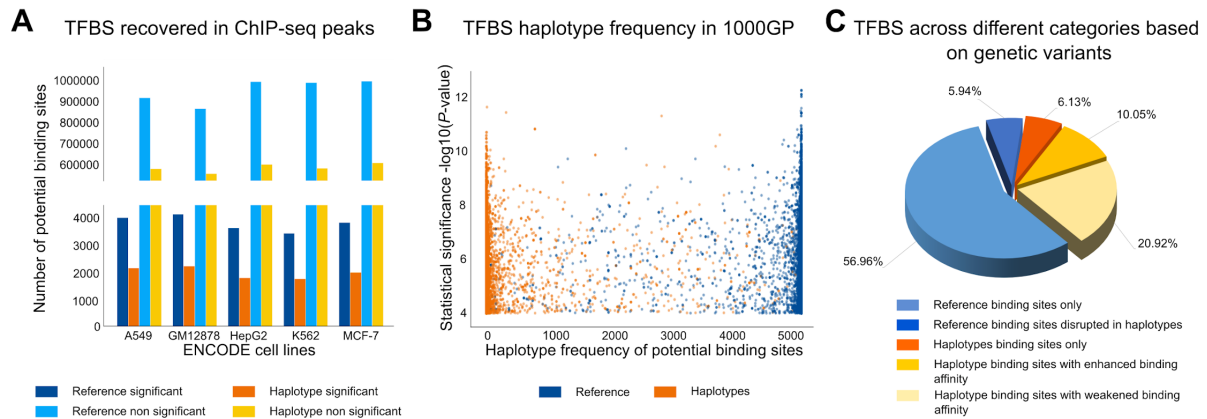 A
TFBS recovered in ChIP-seq peaks
Number of potential binding sites
1000000
900000
800000
700000
600000
4000
3000
2000
1000
0
A549
GM12878
HepG2
K562
MCF-7
ENCODE cell lines
Reference significant
Haplotype significant
Reference non significant
Haplotype non significant
B
TFBS haplotype frequency in 1000GP
Statistical significance -log10(P-value)
12
10
8
6
4
0
1000
2000
3000
4000
5000
Haplotype frequency of potential binding sites
Reference
Haplotypes
C
TFBS across different categories based
on genetic variants
5.94%
6.13%
10.05%
20.92%
56.96%
Reference binding sites only
Reference binding sites disrupted in haplotypes
Haplotypes binding sites only
Haplotype binding sites with enhanced binding
affinity
Haplotype binding sites with weakened binding
affinity